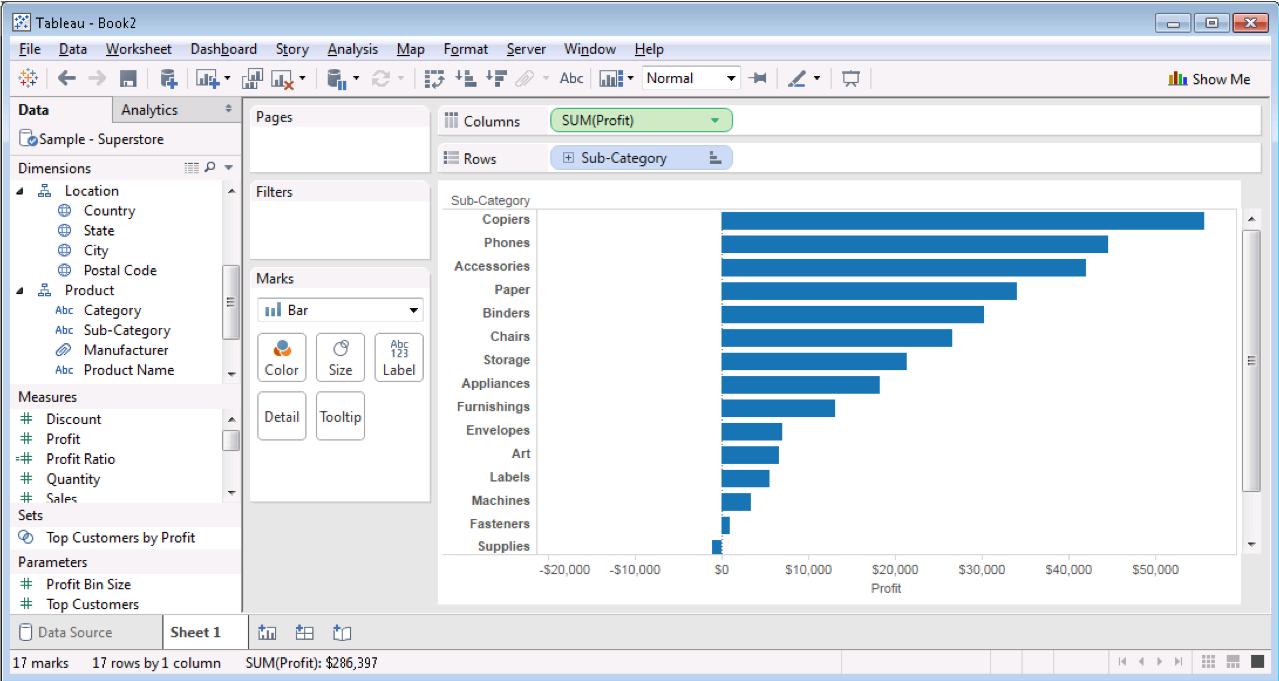 Tableau - Book2
File Data Worksheet Dashboard Story Analysis Map Format Server Window Help
Abc Normal Show Me
Data Analytics
Sample - Superstore
Dimensions
Location
Country
State
City
Postal Code
Product
Abc Category
Abc Sub-Category
Manufacturer
Abc Product Name
Measures
# Discount
# Profit
=# Profit Ratio
# Quantity
# Sales
Sets
Top Customers by Profit
Parameters
# Profit Bin Size
# Top Customers
Pages
Filters
Marks
Bar
Color Size Abc 123 Label
Detail Tooltip
Columns SUM(Profit)
Rows Sub-Category
Sub-Category
Copiers
Phones
Accessories
Paper
Binders
Chairs
Storage
Appliances
Furnishings
Envelopes
Art
Labels
Machines
Fasteners
Supplies
-$20,000 -$10,000 $0 $10,000 $20,000 $30,000 $40,000 $50,000
Profit
Data Source Sheet 1
17 marks 17 rows by 1 column SUM(Profit): $286,397